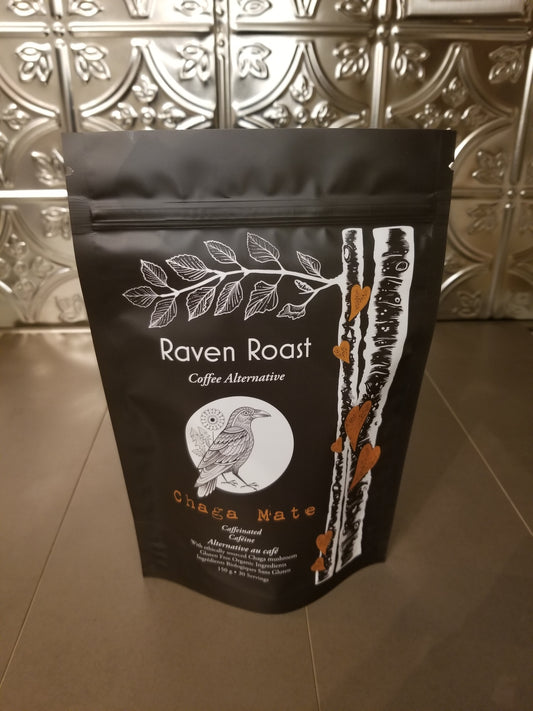 Raven Roast
Coffee Alternative
Chaga Mate
Caffeinated
Caféine
Alternative au café
With ethically sourced Chaga mushroom
Gluten Free Organic Ingredients
Ingrédients Biologiques Sans Gluten
150 g • 30 Servings